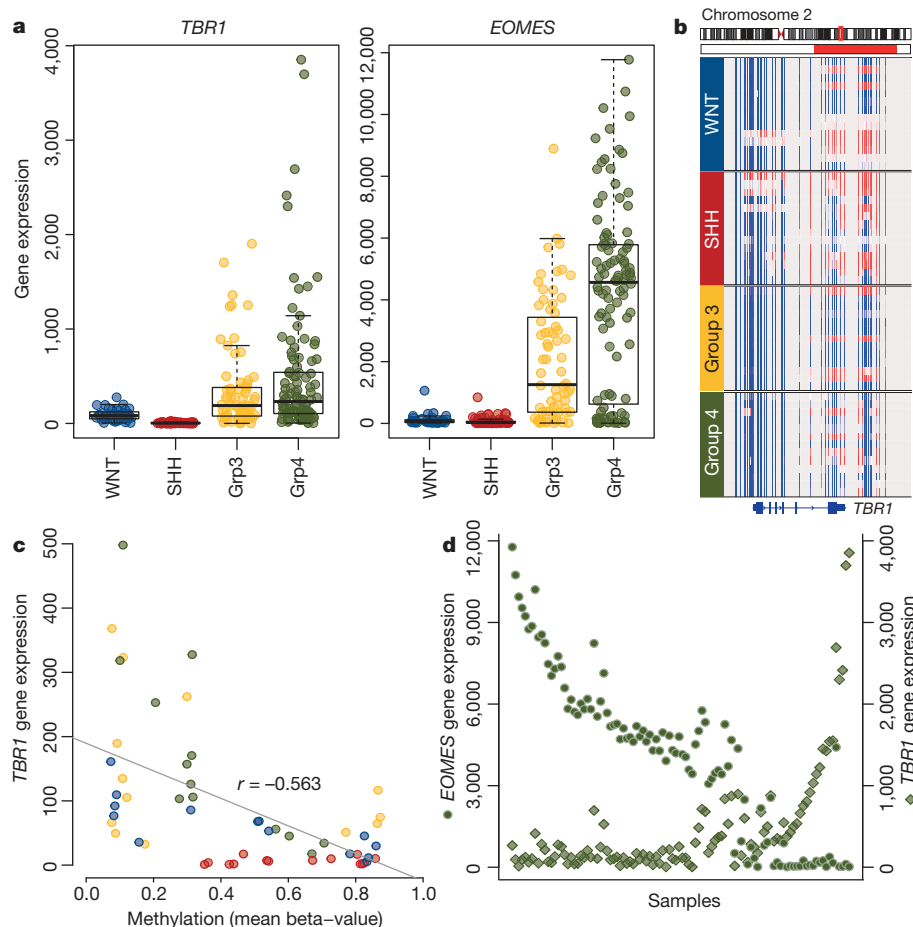 a
TBR1
EOMES
Gene expression
4,000
3,000
2,000
1,000
0
12,000
10,000
8,000
6,000
4,000
2,000
0
WNT
SHH
Grp3
Grp4
WNT
SHH
Grp3
Grp4
b
Chromosome 2
WNT
SHH
Group 3
Group 4
TBR1
c
TBR1 gene expression
500
400
300
200
100
0
r = −0.563
0.0 0.2 0.4 0.6 0.8 1.0
Methylation (mean beta−value)
d
EOMES gene expression
12,000
9,000
6,000
3,000
0
4,000
3,000
2,000
1,000
0
TBR1 gene expression
Samples